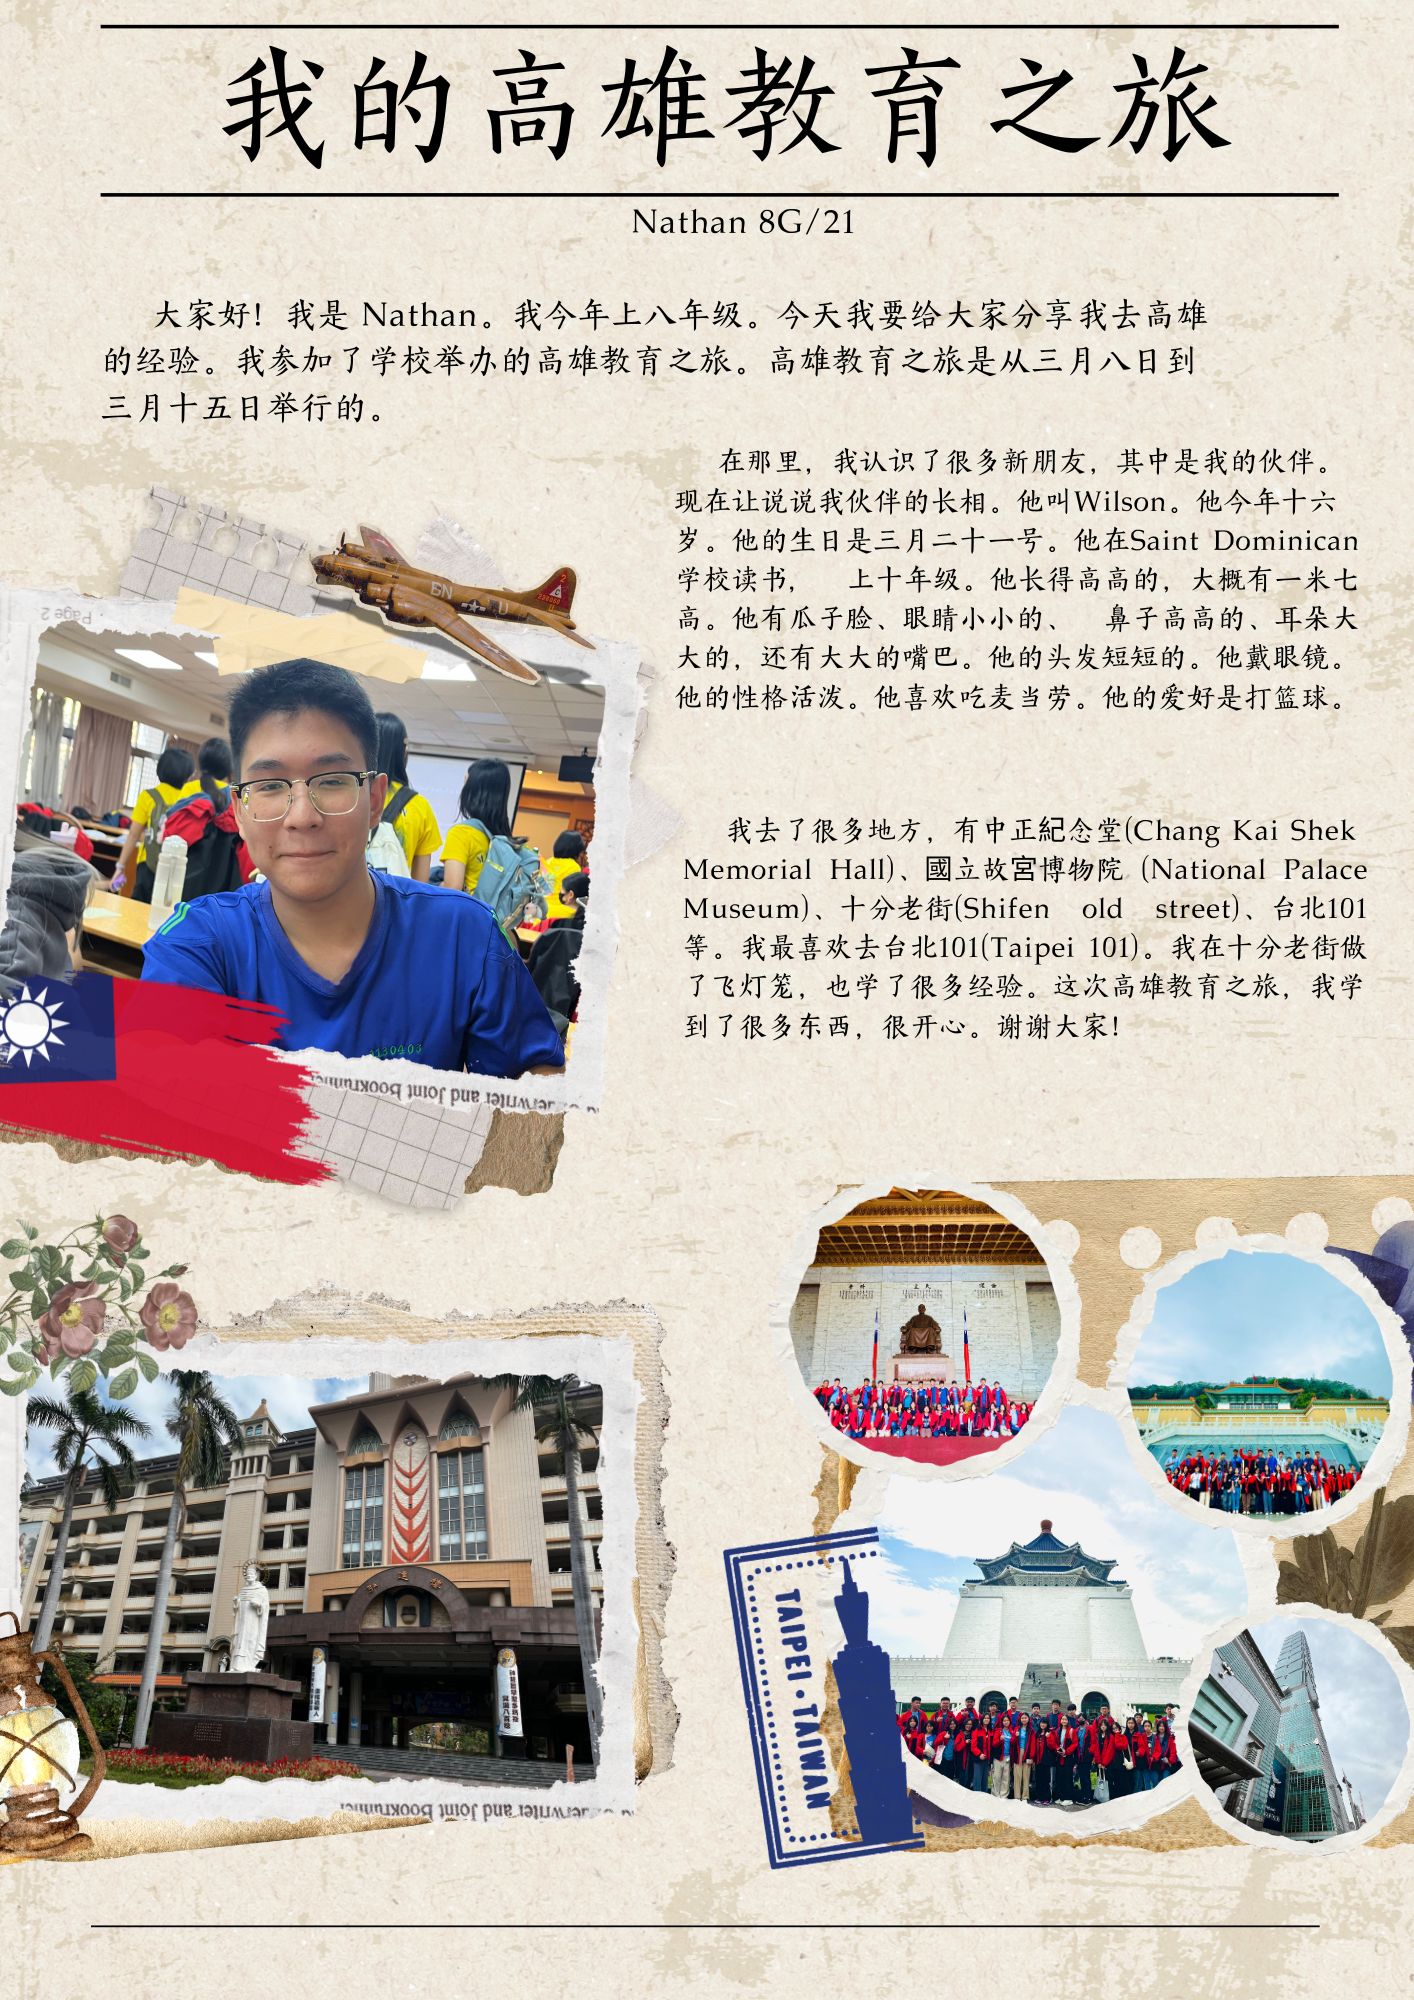 我的高雄教育之旅
Nathan 8G/21
大家好！我是 Nathan。我今年上八年级。今天我要给大家分享我去高雄
的经验。我参加了学校举办的高雄教育之旅。高雄教育之旅是从三月八日到
三月十五日举行的。
在那里，我认识了很多新朋友，其中是我的伙伴。
现在让说说我伙伴的长相。他叫Wilson。他今年十六
岁。他的生日是三月二十一号。他在Saint Dominican
学校读书， 上十年级。他长得高高的，大概有一米七
高。他有瓜子脸、眼睛小小的、 鼻子高高的、耳朵大
大的，还有大大的嘴巴。他的头发短短的。他戴眼镜。
他的性格活泼。他喜欢吃麦当劳。他的爱好是打篮球。
我去了很多地方，有中正紀念堂(Chang Kai Shek
Memorial Hall)、國立故宮博物院 (National Palace
Museum)、十分老街(Shifen old street)、台北101
等。我最喜欢去台北101(Taipei 101)。我在十分老街做
了飞灯笼，也学了很多经验。这次高雄教育之旅，我学
到了很多东西，很开心。谢谢大家！
Page 2
BN
U
2
1130403
derwriter and Joint Bookrunner
derwriter and Joint Bookrunner
TAIPEI • TAIWAN